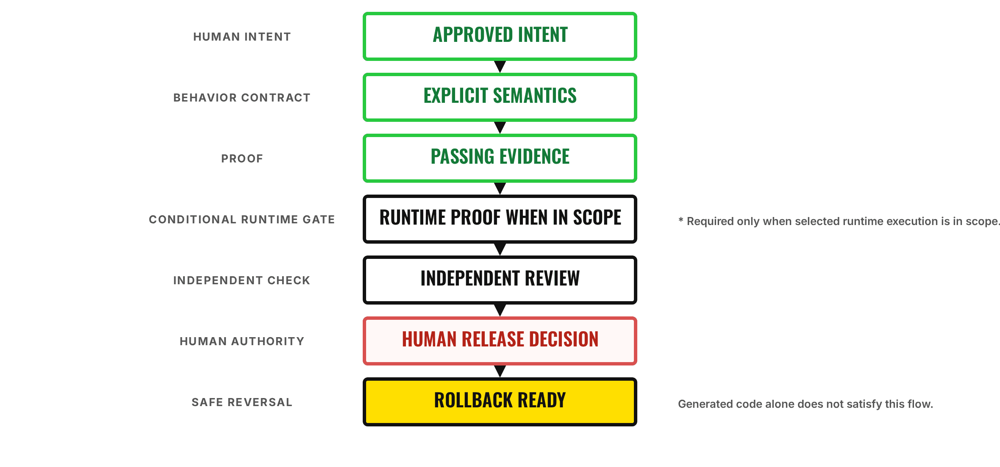 HUMAN INTENT
APPROVED INTENT
BEHAVIOR CONTRACT
EXPLICIT SEMANTICS
PROOF
PASSING EVIDENCE
CONDITIONAL RUNTIME GATE
RUNTIME PROOF WHEN IN SCOPE
* Required only when selected runtime execution is in scope.
INDEPENDENT CHECK
INDEPENDENT REVIEW
HUMAN AUTHORITY
HUMAN RELEASE DECISION
SAFE REVERSAL
ROLLBACK READY
Generated code alone does not satisfy this flow.